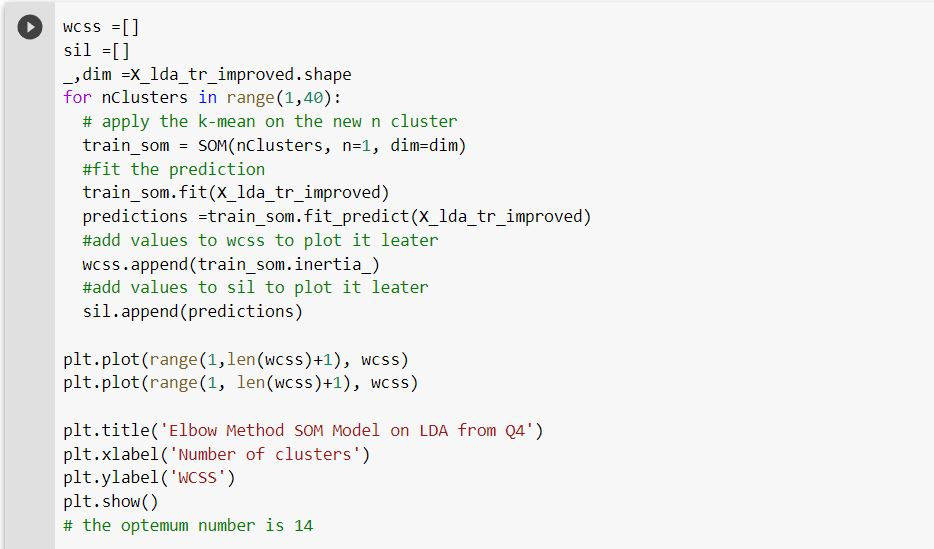 wcss =[]
sil =[]
_,dim =X_lda_tr_improved.shape
for nClusters in range(1,40):
  # apply the k-mean on the new n cluster
  train_som = SOM(nClusters, n=1, dim=dim)
  #fit the prediction
  train_som.fit(X_lda_tr_improved)
  predictions =train_som.fit_predict(X_lda_tr_improved)
  #add values to wcss to plot it leater
  wcss.append(train_som.inertia_)
  #add values to sil to plot it leater
  sil.append(predictions)

plt.plot(range(1,len(wcss)+1), wcss)
plt.plot(range(1, len(wcss)+1), wcss)

plt.title('Elbow Method SOM Model on LDA from Q4')
plt.xlabel('Number of clusters')
plt.ylabel('WCSS')
plt.show()
# the optemum number is 14